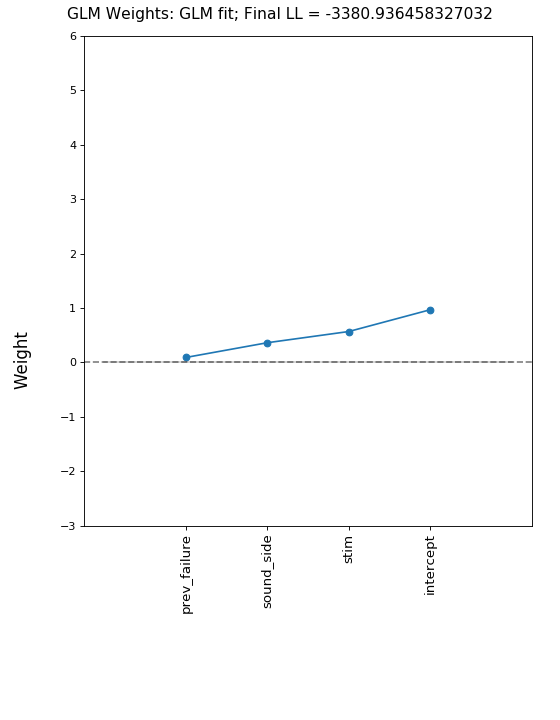 GLM Weights: GLM fit; Final LL = -3380.936458327032
6
5
4
3
2
1
0
−1
−2
−3
Weight
prev_failure
sound_side
stim
intercept